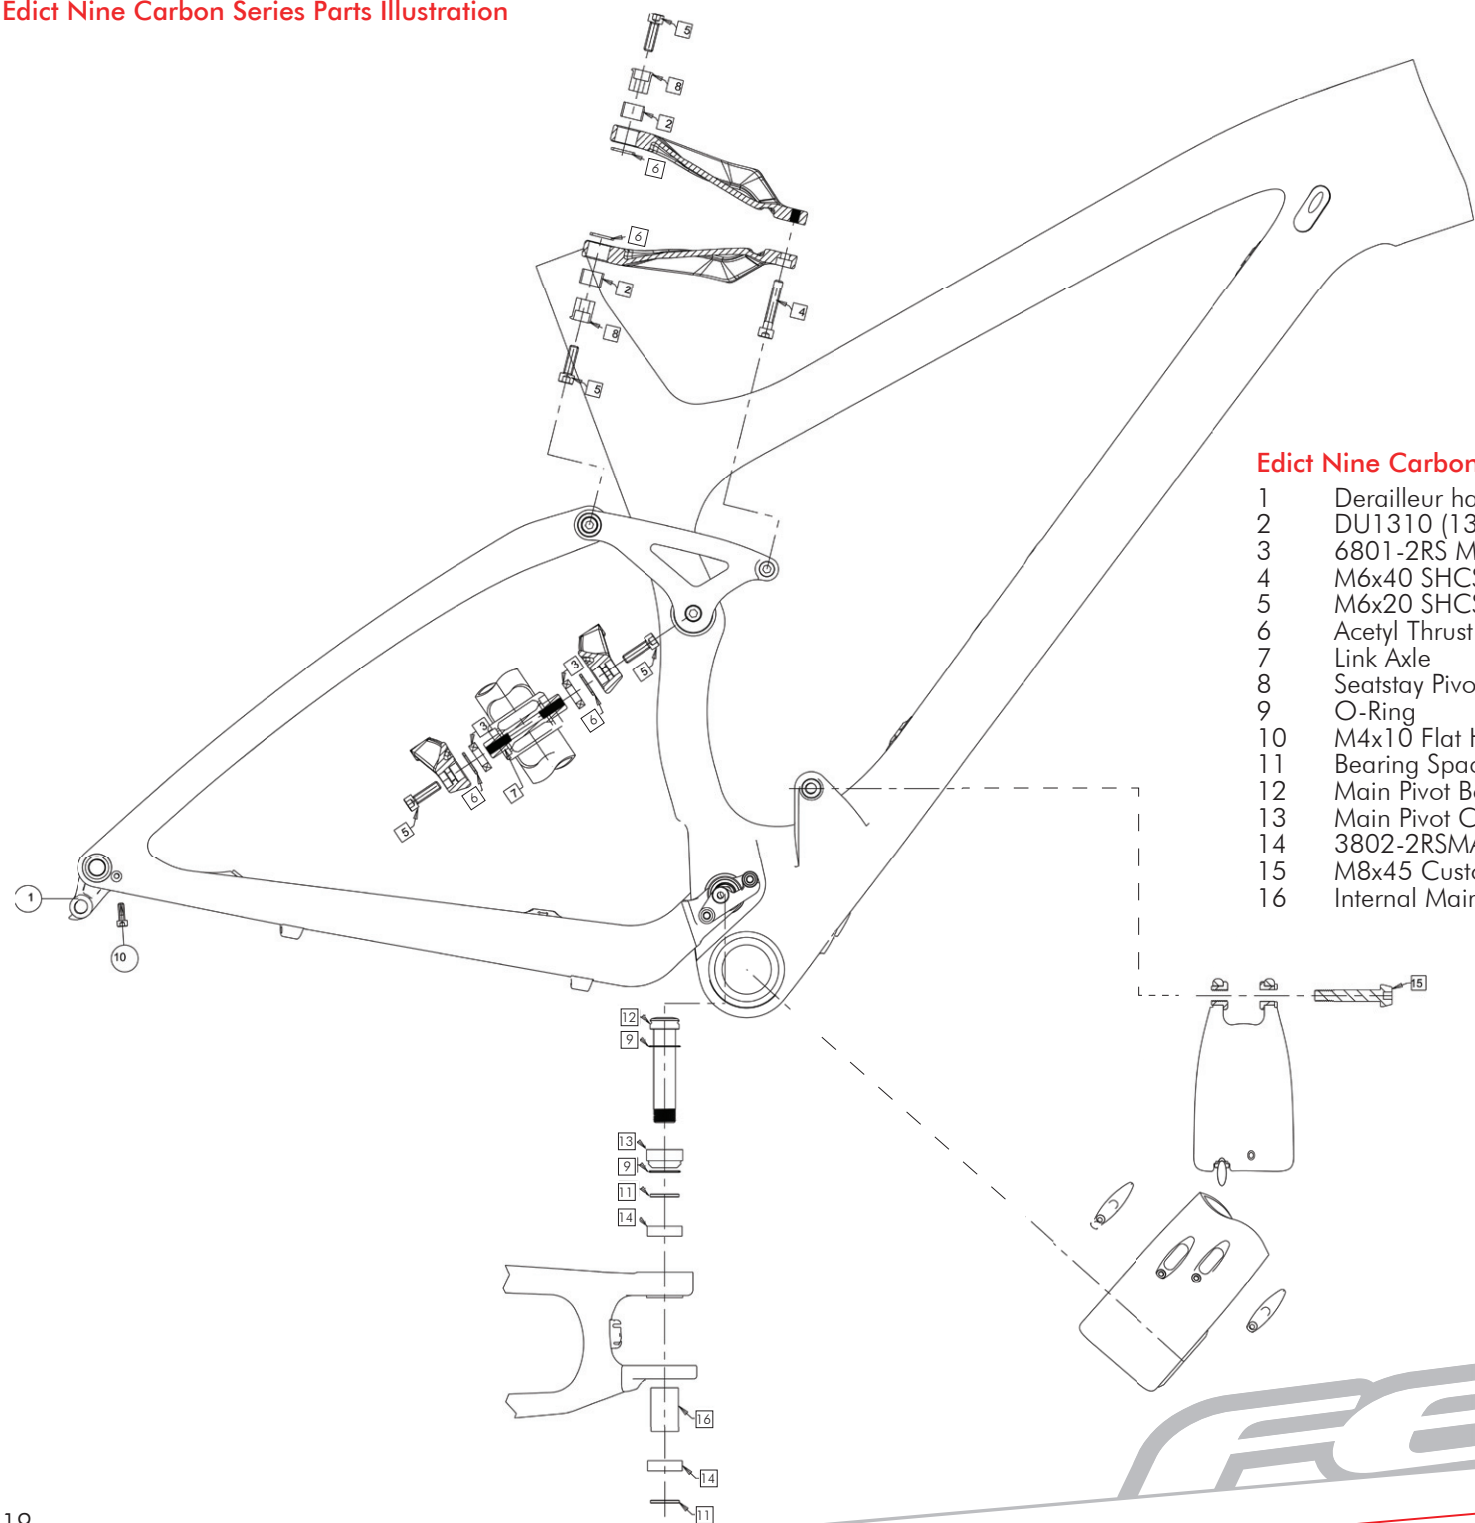 Edict Nine Carbon Series Parts Illustration
5
8
2
6
6
2
8
4
5
Edict Nine Carbon
1 Derailleur ha
2 DU1310 (13
3 6801-2RS M
4 M6x40 SHCS
5 M6x20 SHCS
6 Acetyl Thrust
7 Link Axle
8 Seatstay Pivo
9 O-Ring
10 M4x10 Flat H
11 Bearing Spac
12 Main Pivot Bo
13 Main Pivot C
14 3802-2RSMA
15 M8x45 Custo
16 Internal Main
3
5
6
3
6
7
5
1
10
15
12
9
13
9
11
14
16
14
11